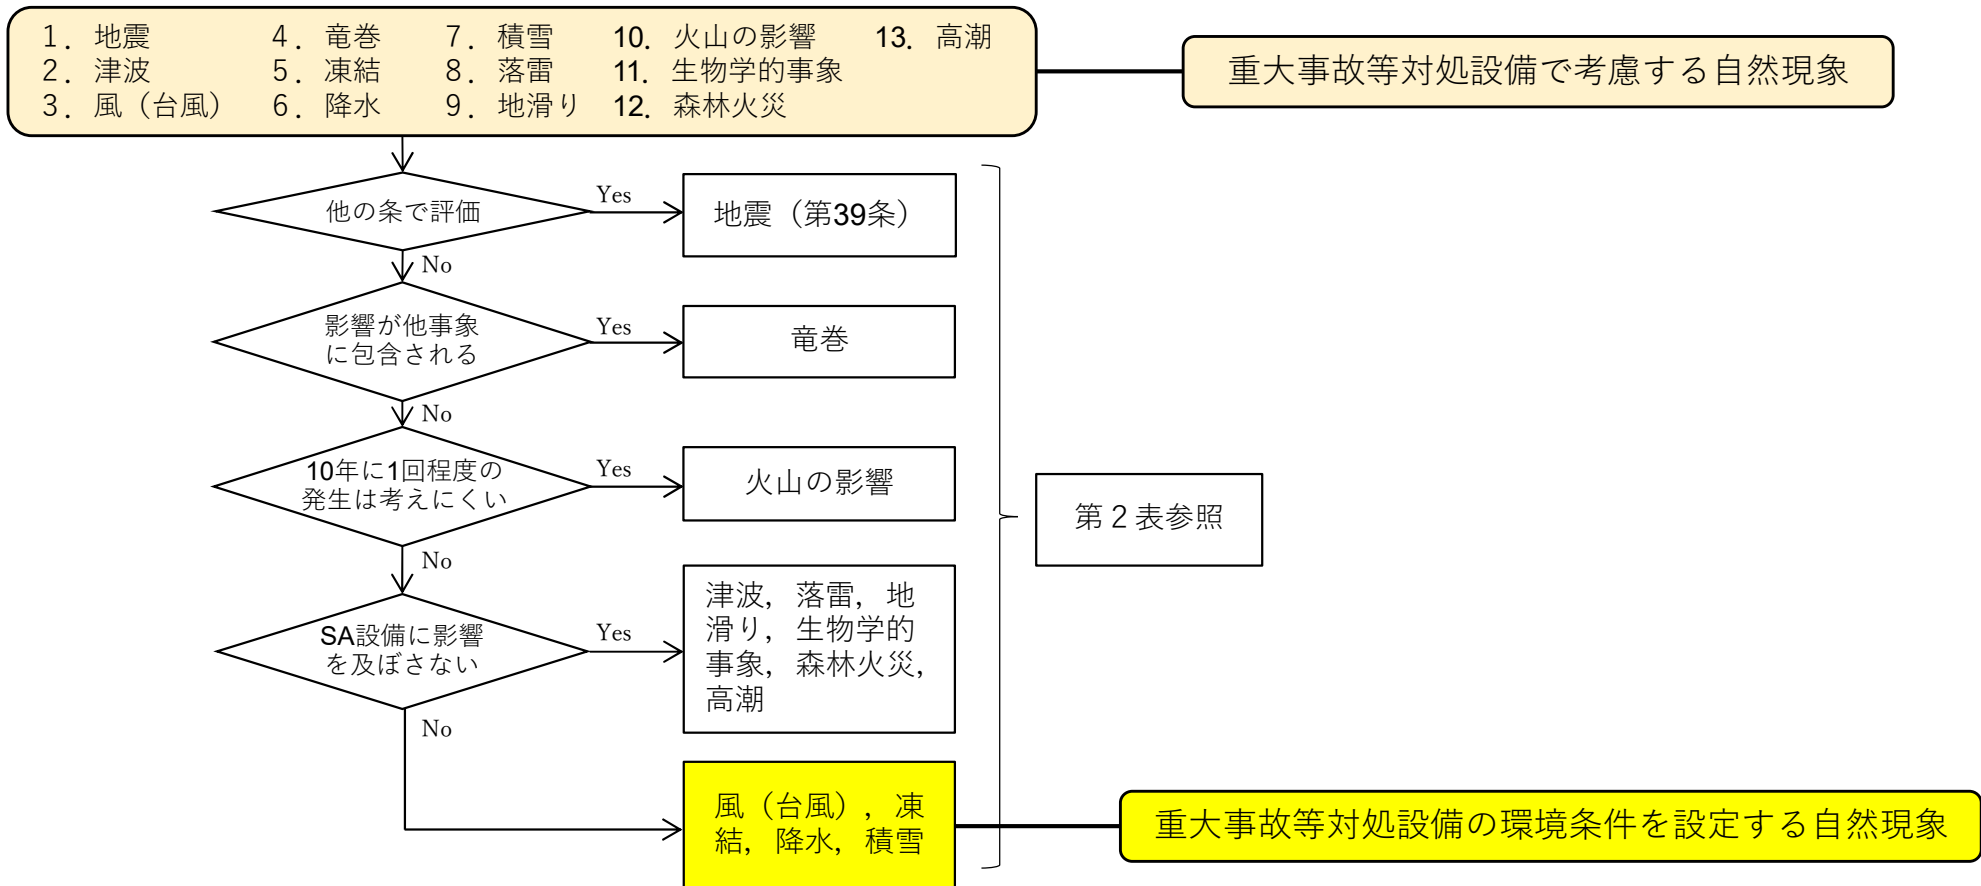 １．地震　４．竜巻　７．積雪　10．火山の影響　13．高潮
２．津波　５．凍結　８．落雷　11．生物学的事象
３．風（台風）　６．降水　９．地滑り　12．森林火災
重大事故等対処設備で考慮する自然現象
他の条で評価
Yes
地震（第39条）
No
影響が他事象
に包含される
Yes
竜巻
No
10年に1回程度の
発生は考えにくい
Yes
火山の影響
第２表参照
No
SA設備に影響
を及ぼさない
Yes
津波，落雷，地
滑り，生物学的
事象，森林火災，
高潮
No
風（台風），凍
結，降水，積雪
重大事故等対処設備の環境条件を設定する自然現象